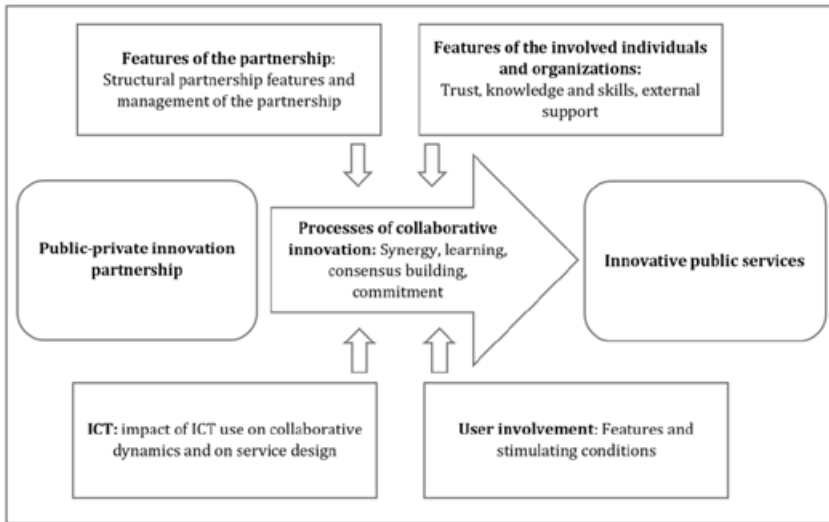 Features of the partnership:
Structural partnership features and
management of the partnership
Features of the involved individuals
and organizations:
Trust, knowledge and skills, external
support
Public-private innovation
partnership
Processes of collaborative
innovation: Synergy, learning,
consensus building,
commitment
Innovative public services
ICT: impact of ICT use on collaborative
dynamics and on service design
User involvement: Features and
stimulating conditions